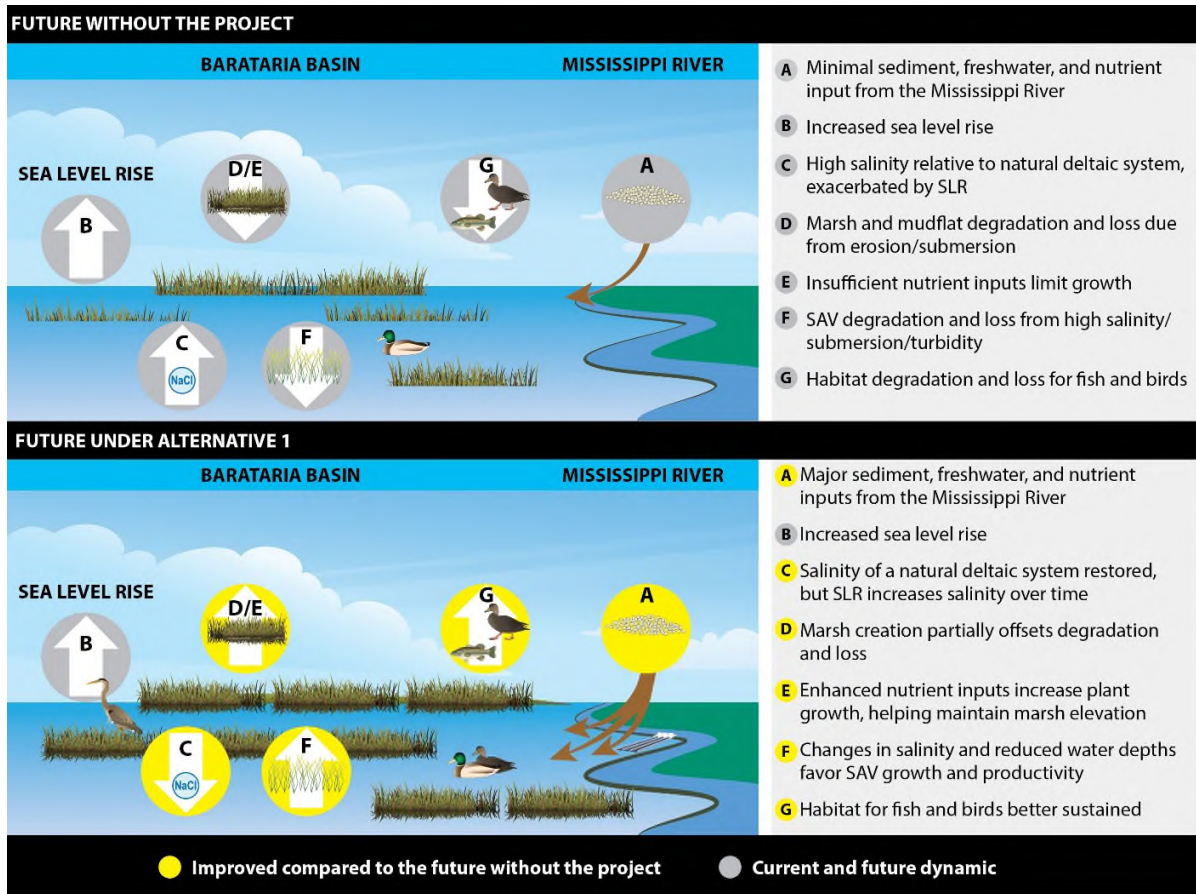 FUTURE WITHOUT THE PROJECT
BARATARIA BASIN
MISSISSIPPI RIVER
SEA LEVEL RISE
B
D/E
G
A
C
NaCl
F
A Minimal sediment, freshwater, and nutrient
input from the Mississippi River
B Increased sea level rise
C High salinity relative to natural deltaic system,
exacerbated by SLR
D Marsh and mudflat degradation and loss due
from erosion/submersion
E Insufficient nutrient inputs limit growth
F SAV degradation and loss from high salinity/
submersion/turbidity
G Habitat degradation and loss for fish and birds
FUTURE UNDER ALTERNATIVE 1
BARATARIA BASIN
MISSISSIPPI RIVER
SEA LEVEL RISE
B
D/E
G
A
C
NaCl
F
A Major sediment, freshwater, and nutrient
inputs from the Mississippi River
B Increased sea level rise
C Salinity of a natural deltaic system restored,
but SLR increases salinity over time
D Marsh creation partially offsets degradation
and loss
E Enhanced nutrient inputs increase plant
growth, helping maintain marsh elevation
F Changes in salinity and reduced water depths
favor SAV growth and productivity
G Habitat for fish and birds better sustained
Improved compared to the future without the project
Current and future dynamic